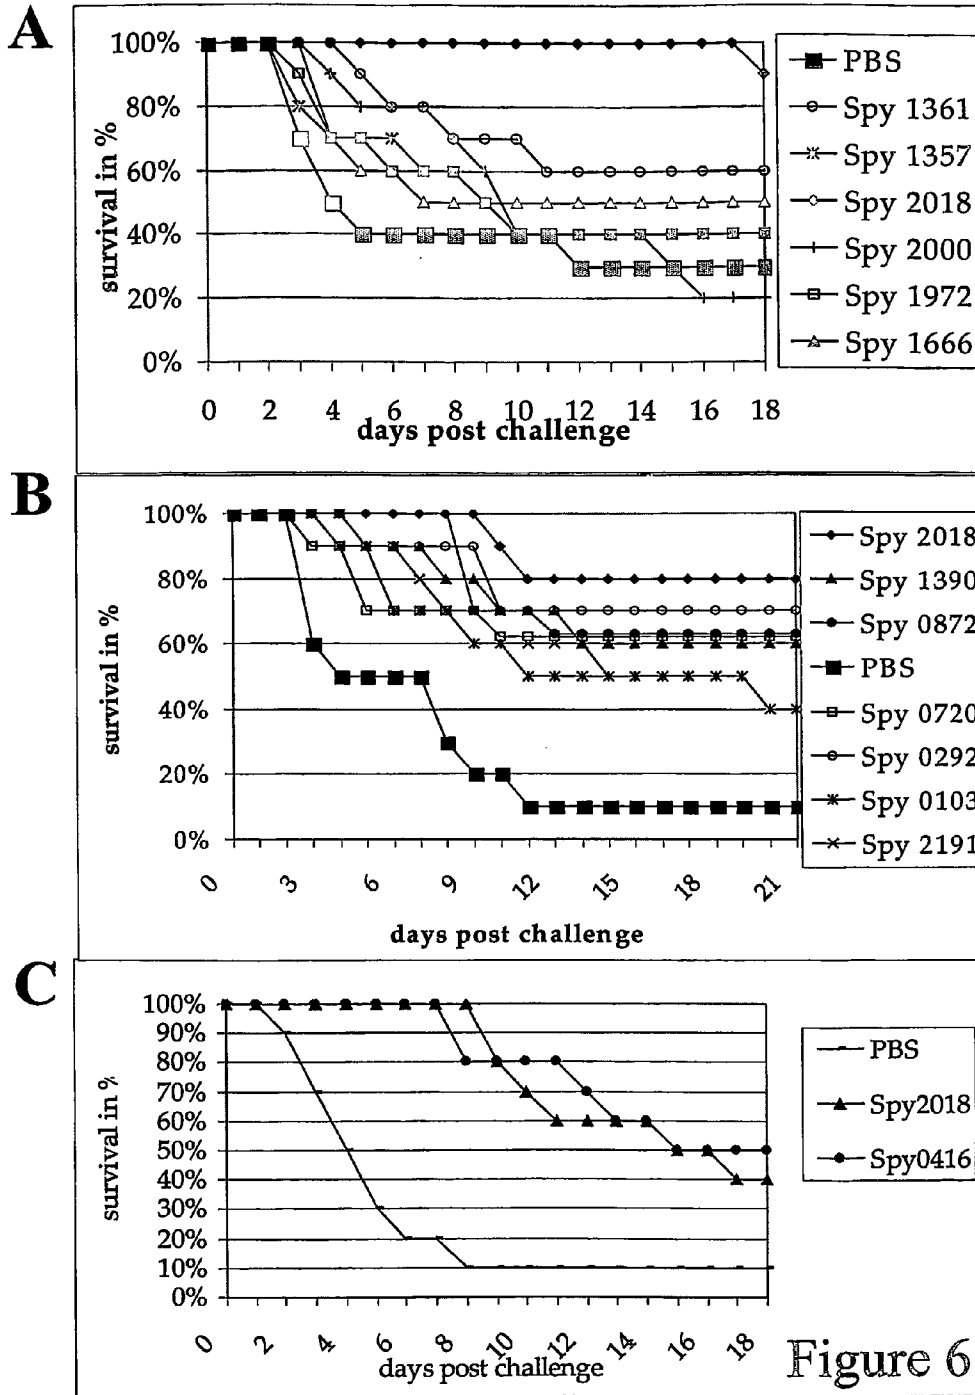 A
survival in %
100%
80%
60%
40%
20%
0%
0 2 4 6 8 10 12 14 16 18
days post challenge
PBS
Spy 1361
Spy 1357
Spy 2018
Spy 2000
Spy 1972
Spy 1666
B
survival in %
100%
80%
60%
40%
20%
0%
0 3 6 9 12 15 18 21
days post challenge
Spy 2018
Spy 1390
Spy 0872
PBS
Spy 0720
Spy 0292
Spy 0103
Spy 2191
C
survival in %
100%
90%
80%
70%
60%
50%
40%
30%
20%
10%
0%
0 2 4 6 8 10 12 14 16 18
days post challenge
PBS
Spy2018
Spy0416
Figure 6